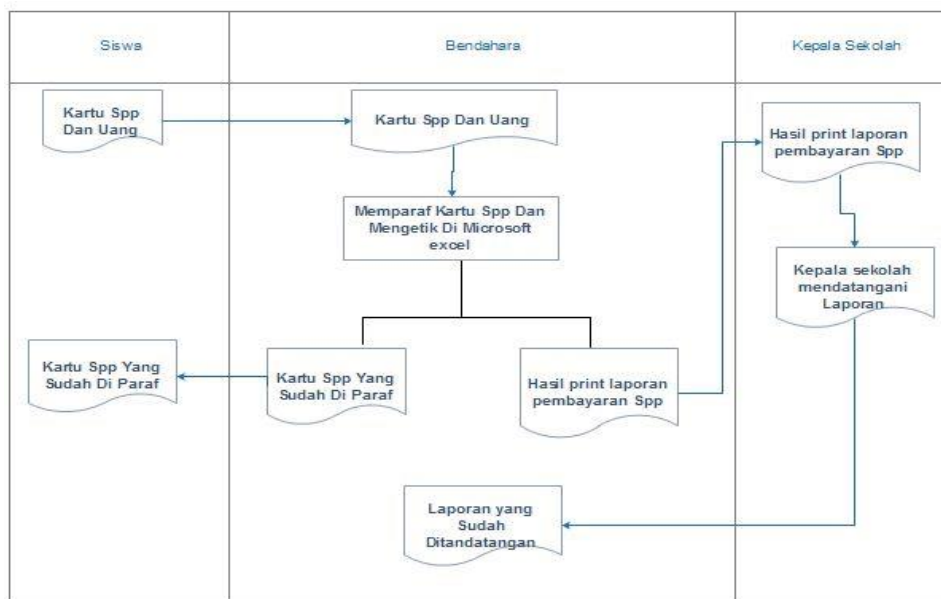 Siswa
Bendahara
Kepala Sekolah
Kartu Spp
Dan Uang
Kartu Spp Dan Uang
Hasil print laporan
pembayaran Spp
Memparaf Kartu Spp Dan
Mengetik Di Microsoft
excel
Kepala sekolah
mendatangani
Laporan
Kartu Spp Yang
Sudah Di Paraf
Kartu Spp Yang
Sudah Di Paraf
Hasil print laporan
pembayaran Spp
Laporan yang
Sudah
Ditandatangan